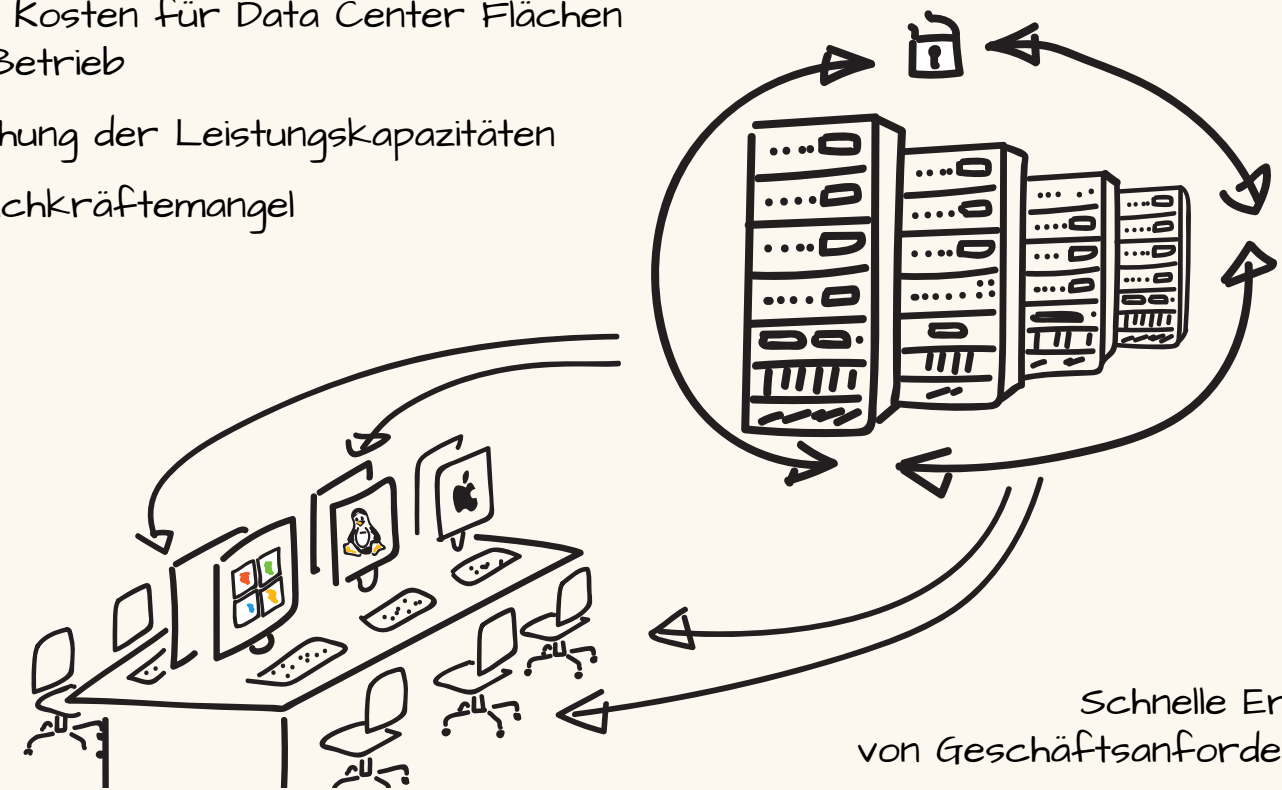 Kosten für Data Center Flächen
Betrieb
hung der Leistungskapazitäten
chkräftemangel
Schnelle Er
von Geschäftsanforde